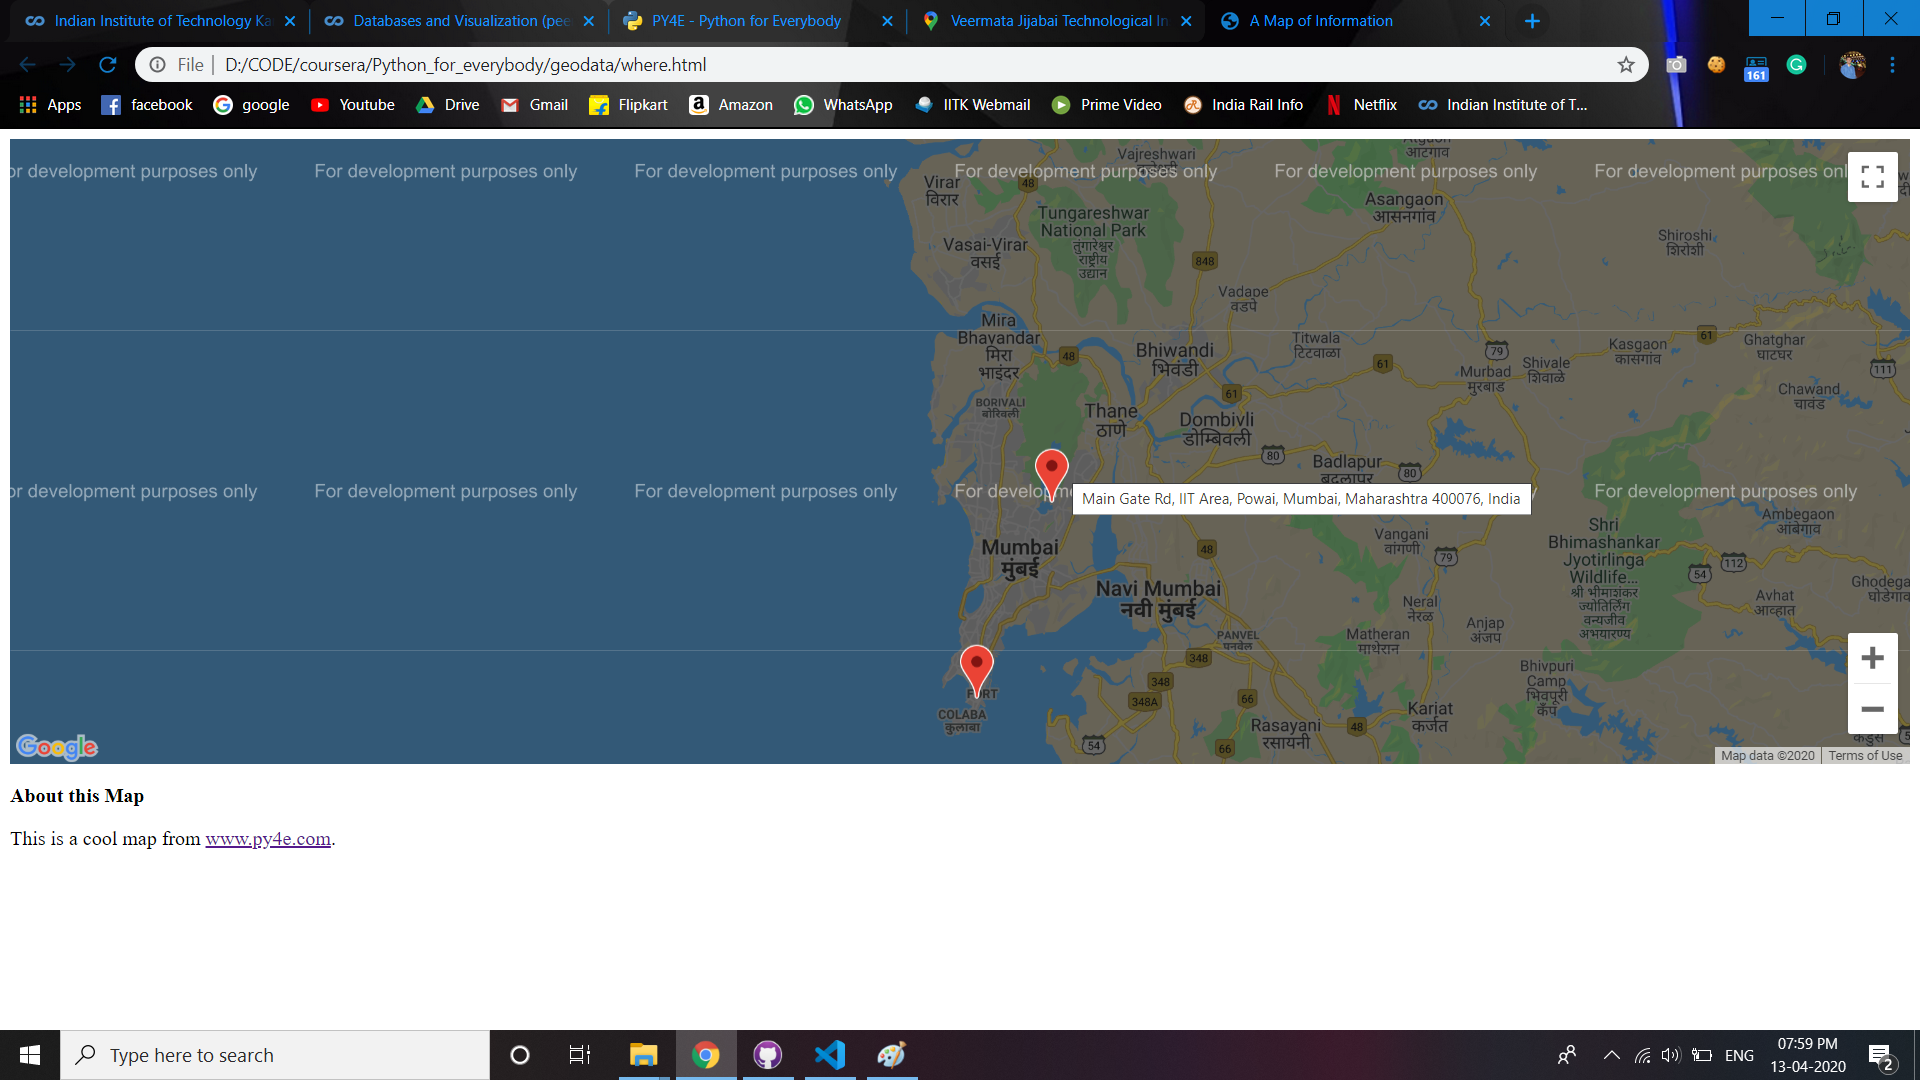 Indian Institute of Technology Ka
Databases and Visualization (pee
PY4E - Python for Everybody
Veermata Jijabai Technological In
A Map of Information
File
D:/CODE/coursera/Python_for_everybody/geodata/where.html
161
Apps
facebook
google
Youtube
Drive
Gmail
Flipkart
Amazon
WhatsApp
IITK Webmail
Prime Video
India Rail Info
Netflix
Indian Institute of T...
or development purposes only
For development purposes only
For development purposes only
For development purposes only
For development purposes only
For development purposes onl
Vajreshwari
आटगाव
Virar
विरार
48
Tungareshwar
National Park
तुंगारेश्वर
राष्ट्रीय
उद्यान
Asangaon
आसनगांव
Vasai-Virar
वसई
848
Shiroshi
शिरोशी
Vadape
वडपे
Mira
Bhavandar
मिरा
भाइंदर
48
Bhiwandi
भिवंडी
Titwala
टिटवाळा
61
79
Murbad
मुरबाड
Shivale
शिवाळे
Kasgaon
कासगांव
61
Ghatghar
घाटघर
111
Chawand
चावंड
BORIVALI
बोरिवली
Thane
ठाणे
61
Dombivli
डोम्बिवली
80
Badlapur
बदलापूर
80
or development purposes only
For development purposes only
For development purposes only
For develop
For development purposes only
Main Gate Rd, IIT Area, Powai, Mumbai, Maharashtra 400076, India
Ambegaon
आंबेगाव
Mumbai
मुंबई
48
Vangani
वांगणी
79
Shri
Bhimashankar
Jyotirlinga
Wildlife...
श्री भीमाशंकर
ज्योतिर्लिंग
वन्यजीव
अभयारण्य
54
112
Ghodega
घोडेगाव
Navi Mumbai
नवी मुंबई
Neral
नेरळ
Avhat
आव्हात
PANVEL
पनवेल
Matheran
माथेरान
Anjap
अंजप
348
Bhivpuri
Camp
भिवपूरी
कॅंप
FORT
COLABA
कुलाबा
348
348A
66
Karjat
कर्जत
Rasayani
रसायनी
48
54
66
कडुस
Google
Map data ©2020
Terms of Use
About this Map
This is a cool map from www.py4e.com.
Type here to search
ENG
07:59 PM
13-04-2020
2